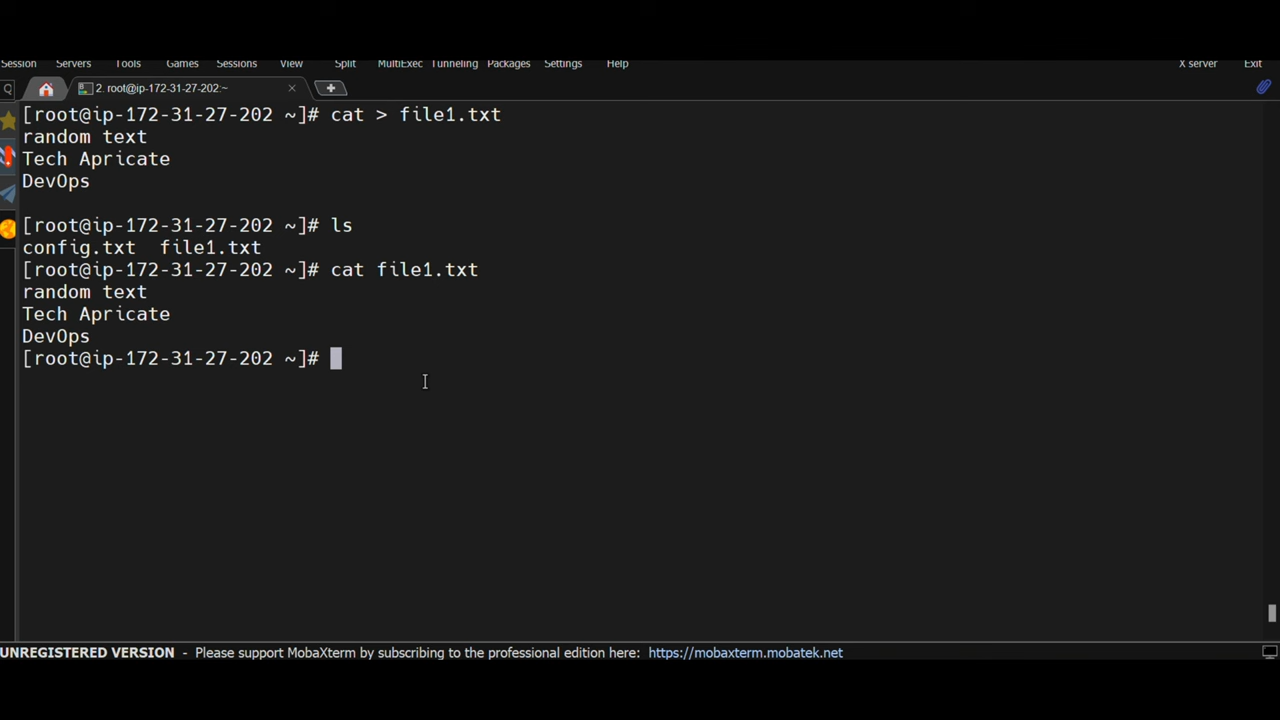 Session Servers Tools Games Sessions View Split MultiExec Tunneling Packages Settings Help X server Exit
2. root@ip-172-31-27-202:~
[root@ip-172-31-27-202 ~]# cat > file1.txt
random text
Tech Apricate
DevOps
[root@ip-172-31-27-202 ~]# ls
config.txt  file1.txt
[root@ip-172-31-27-202 ~]# cat file1.txt
random text
Tech Apricate
DevOps
[root@ip-172-31-27-202 ~]#
UNREGISTERED VERSION - Please support MobaXterm by subscribing to the professional edition here: https://mobaxterm.mobatek.net